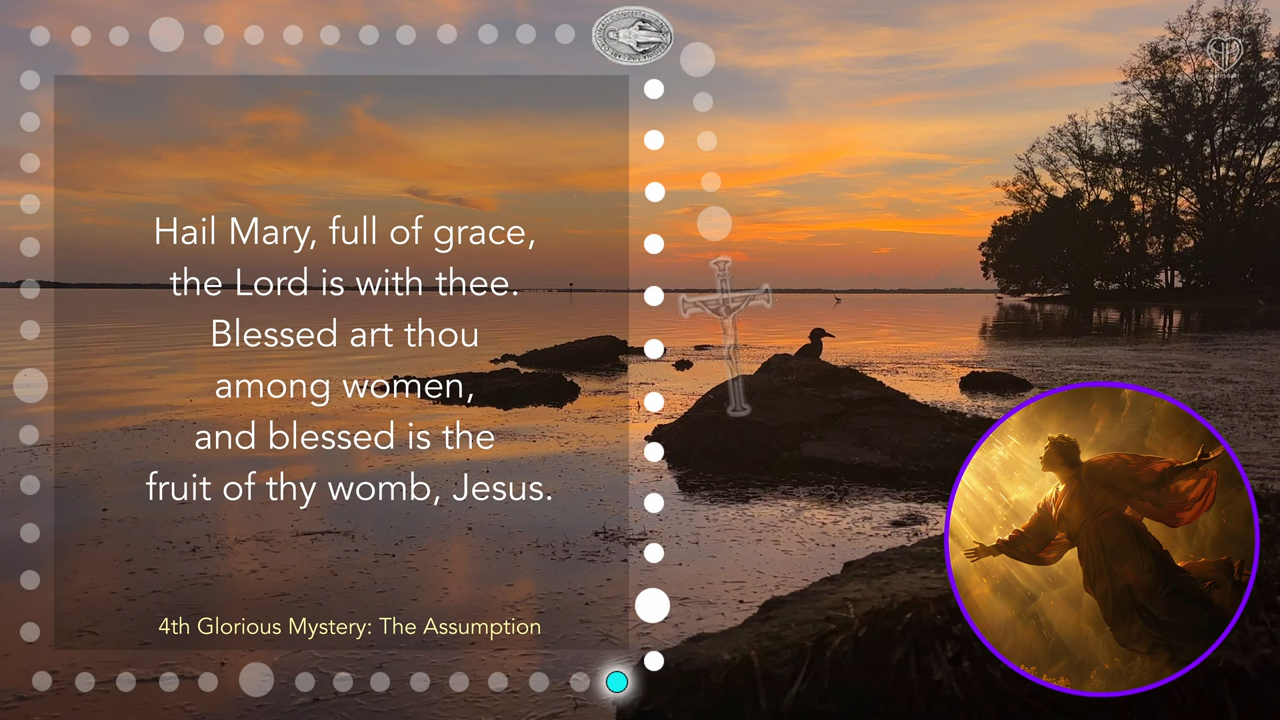 Hail Mary, full of grace,
the Lord is with thee.
Blessed art thou
among women,
and blessed is the
fruit of thy womb, Jesus.
4th Glorious Mystery: The Assumption